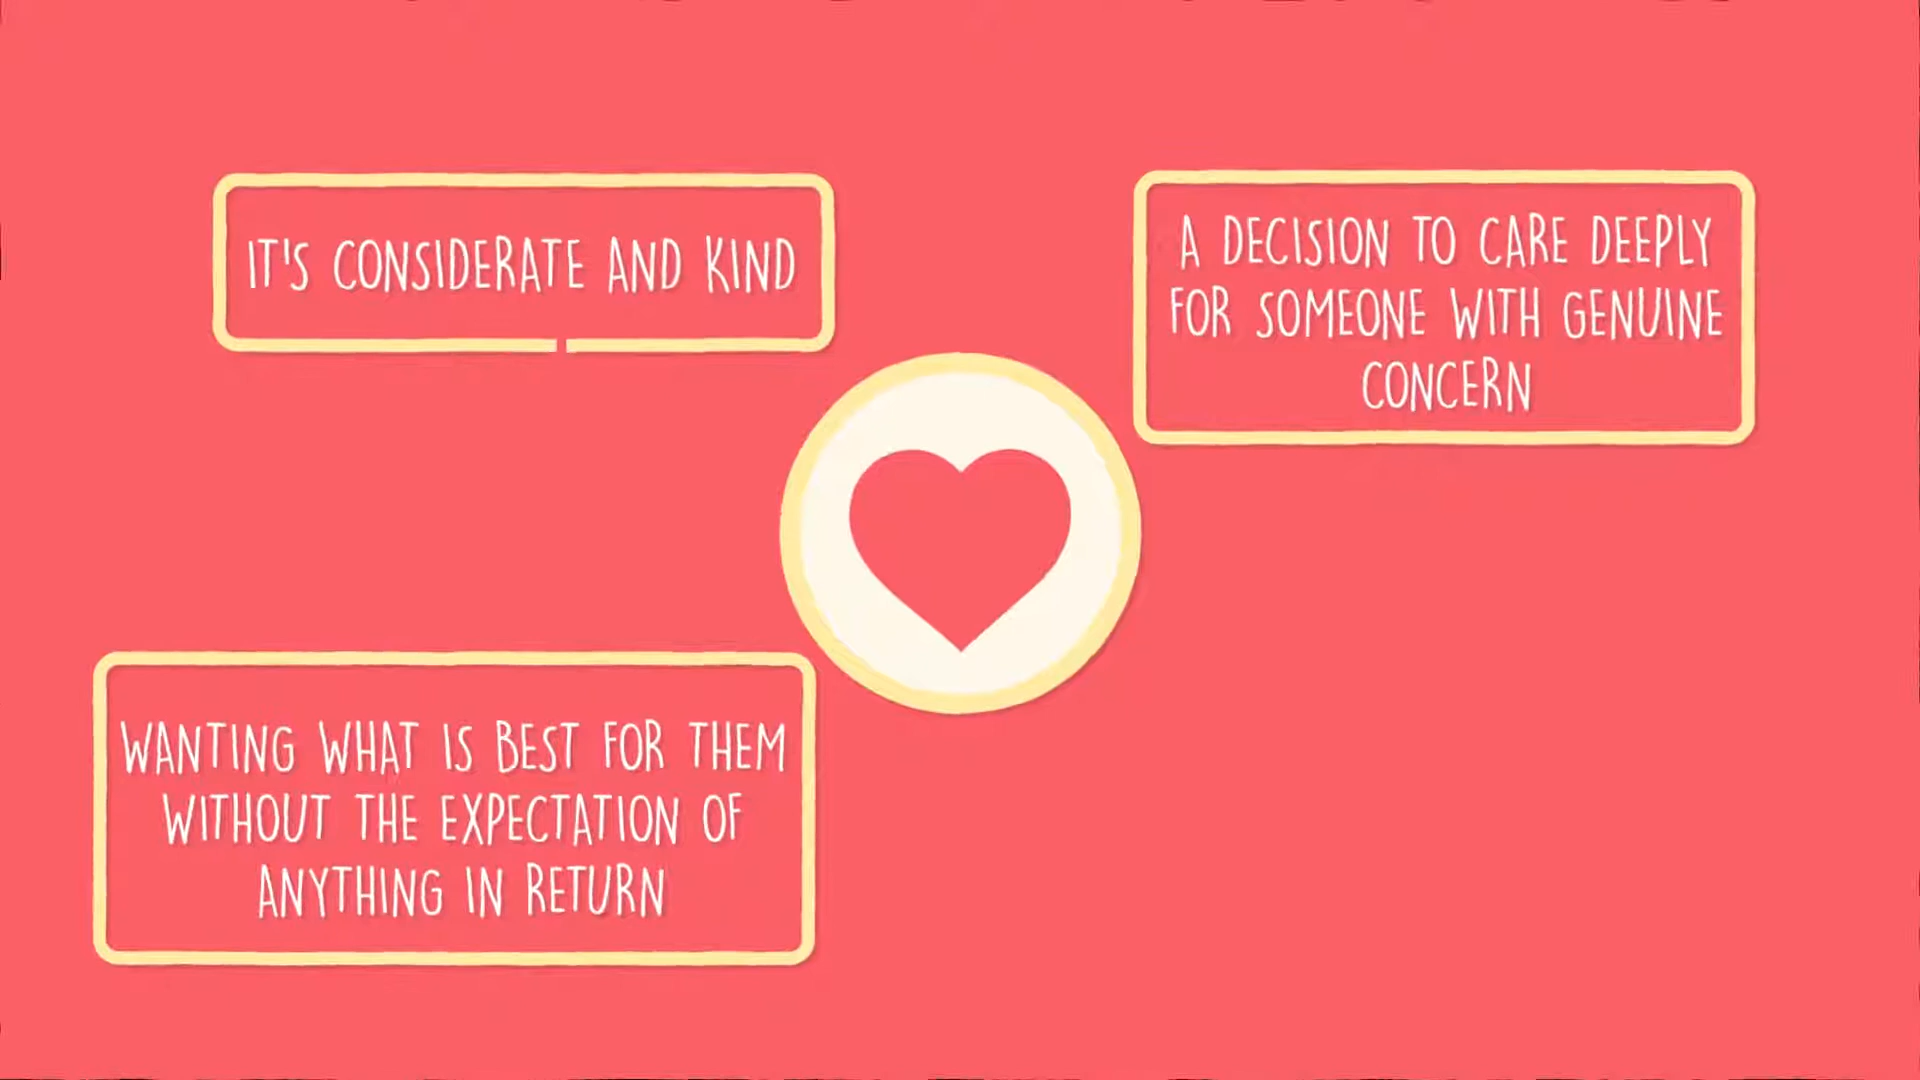 IT'S CONSIDERATE AND KIND
A DECISION TO CARE DEEPLY
FOR SOMEONE WITH GENUINE
CONCERN
WANTING WHAT IS BEST FOR THEM
WITHOUT THE EXPECTATION OF
ANYTHING IN RETURN